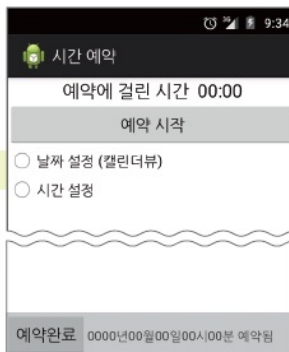 3G 9:34
시간 예약
예약에 걸린 시간 00:00
예약 시작
날짜 설정 (캘린더뷰)
시간 설정
예약완료 0000년00월00일00시00분 예약됨